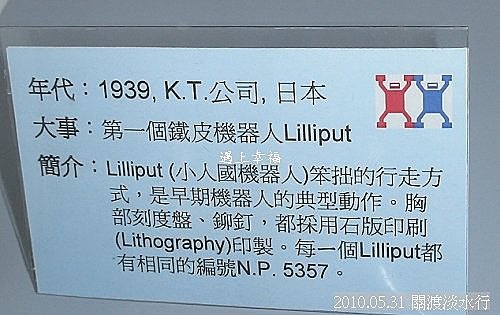 年代：1939, K.T.公司, 日本
大事：第一個鐵皮機器人Lilliput
遇上幸福
簡介：Lilliput (小人國機器人)笨拙的行走方
式，是早期機器人的典型動作。胸
部刻度盤、鉚釘，都採用石版印刷
(Lithography)印製。每一個Lilliput都
有相同的編號N.P. 5357。
2010.05.31 關渡淡水行